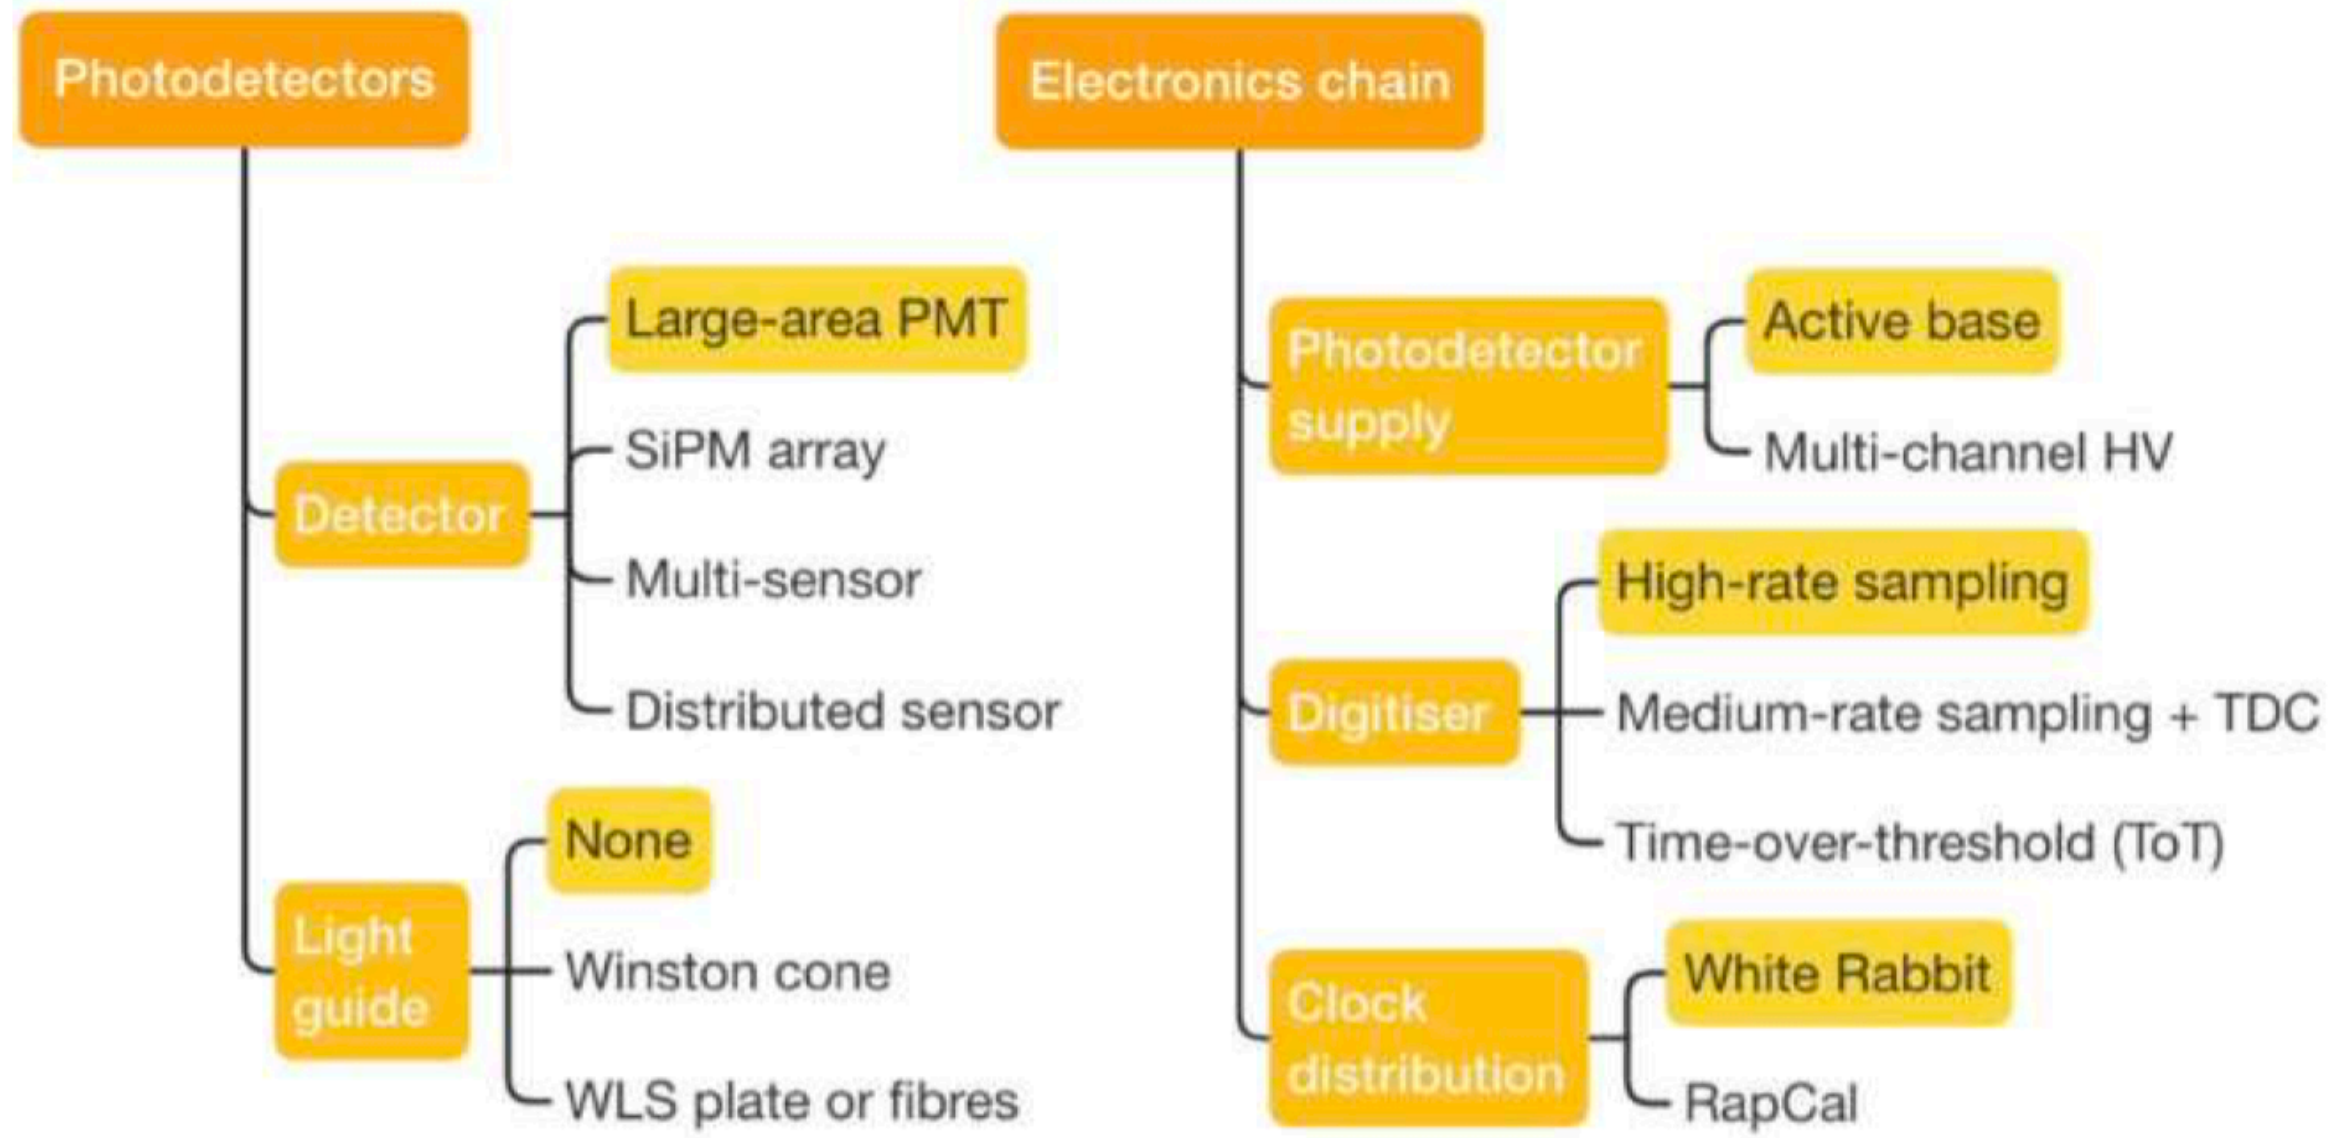 Photodetectors
Detector
Large-area PMT
SiPM array
Multi-sensor
Distributed sensor
Light
guide
None
Winston cone
WLS plate or fibres
Electronics chain
Photodetector
supply
Active base
Multi-channel HV
Digitiser
High-rate sampling
Medium-rate sampling + TDC
Time-over-threshold (ToT)
Clock
distribution
White Rabbit
RapCal